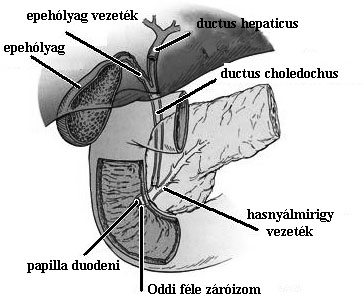 epehólyag vezeték
ductus hepaticus
epehólyag
ductus choledochus
hasnyálmirigy
vezeték
papilla duodeni
Oddi féle záróizom